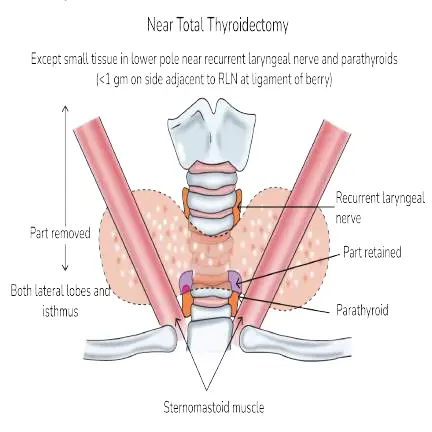 Near Total Thyroidectomy
Except small tissue in lower pole near recurrent laryngeal nerve and parathyroids
(<1 gm on side adjacent to RLN at ligament of berry)
Recurrent laryngeal
nerve
Part removed
Part retained
Both lateral lobes and
isthmus
Parathyroid
Sternomastoid muscle